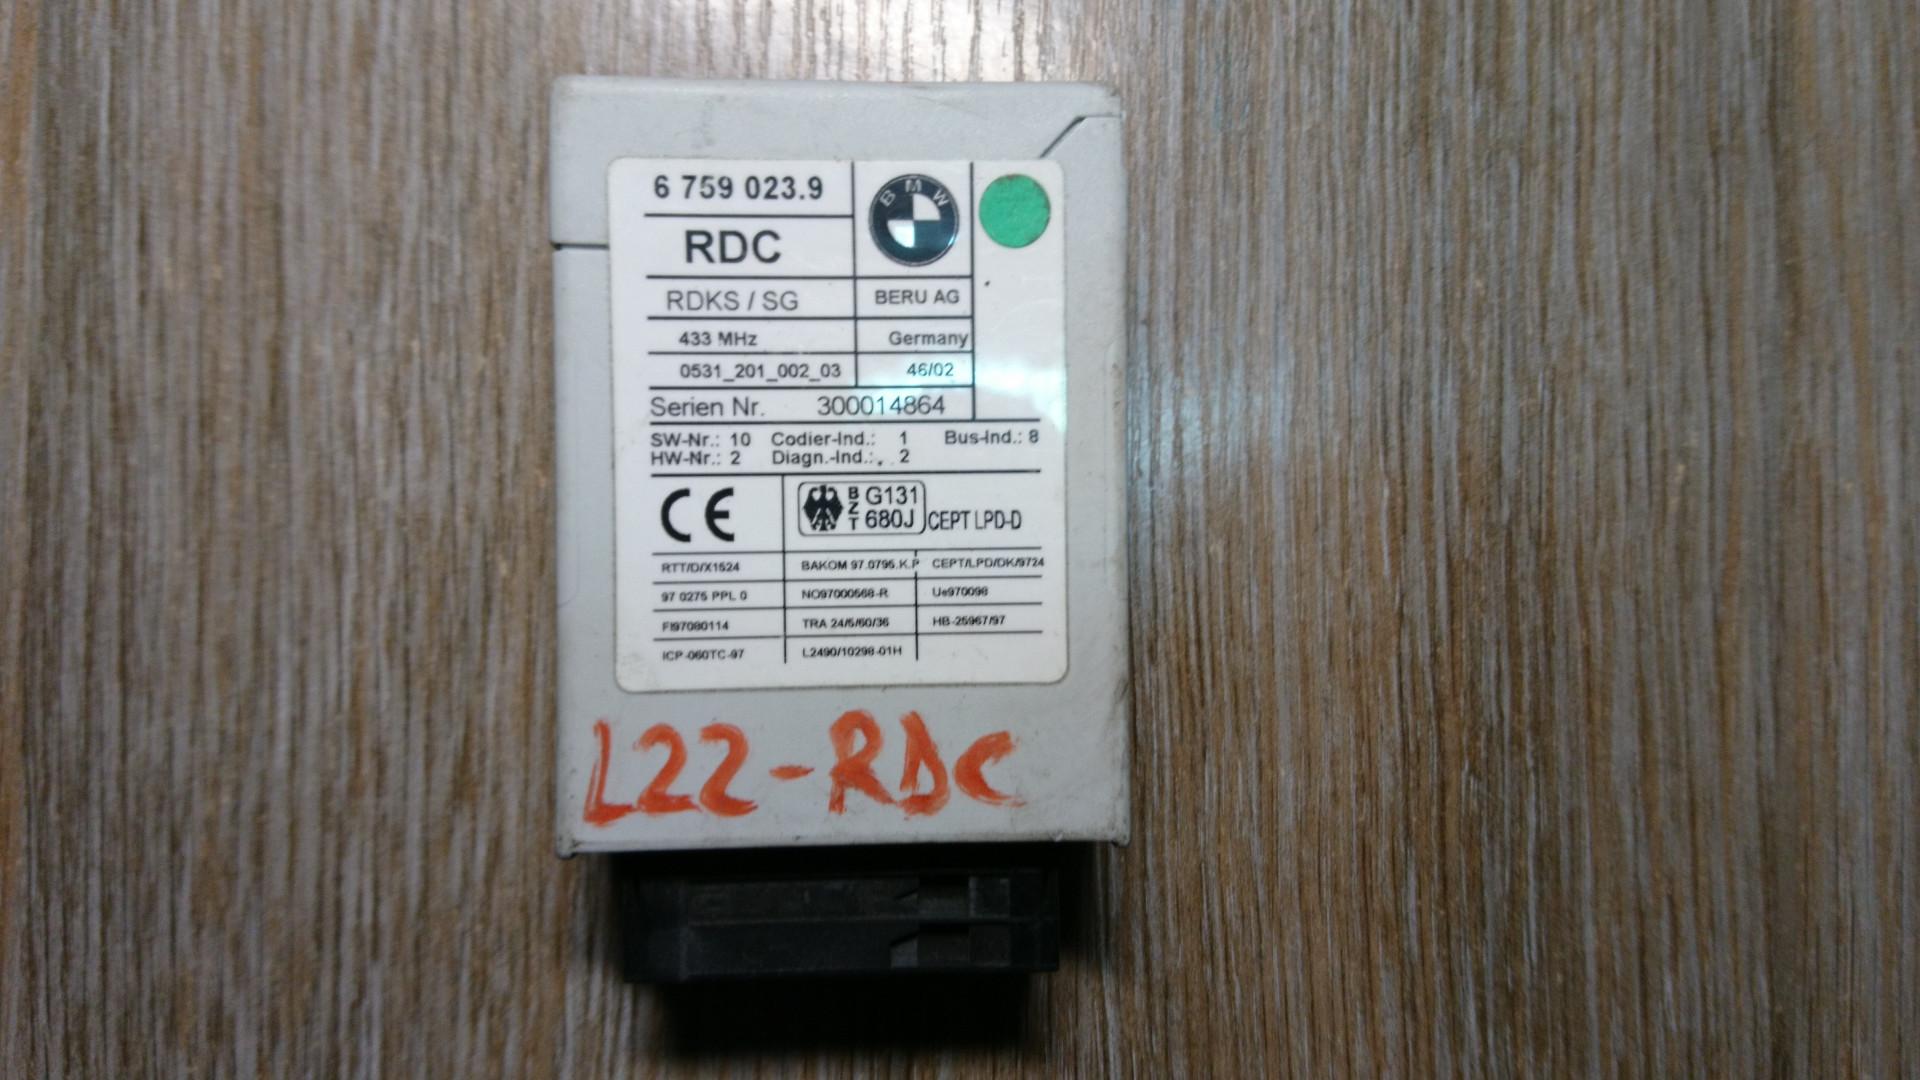 6 759 023.9
BMW
RDC
RDKS / SG
BERU AG
433 MHz
Germany
0531_201_002_03
46/02
Serien Nr. 300014864
SW-Nr.: 10 Codier-Ind.: 1 Bus-Ind.: 8
HW-Nr.: 2 Diagn.-Ind.: 2
CE
BZT G131 680J
CEPT LPD-D
RTT/D/X1524
BAKOM 97.0795.K.P
CEPT/LPD/DK/9724
97 0275 PPL 0
NO97000568-R
Ue970098
FI97080114
TRA 24/5/60/36
HB-25967/97
ICP-060TC-97
L2490/10298-01H
L22-RDC